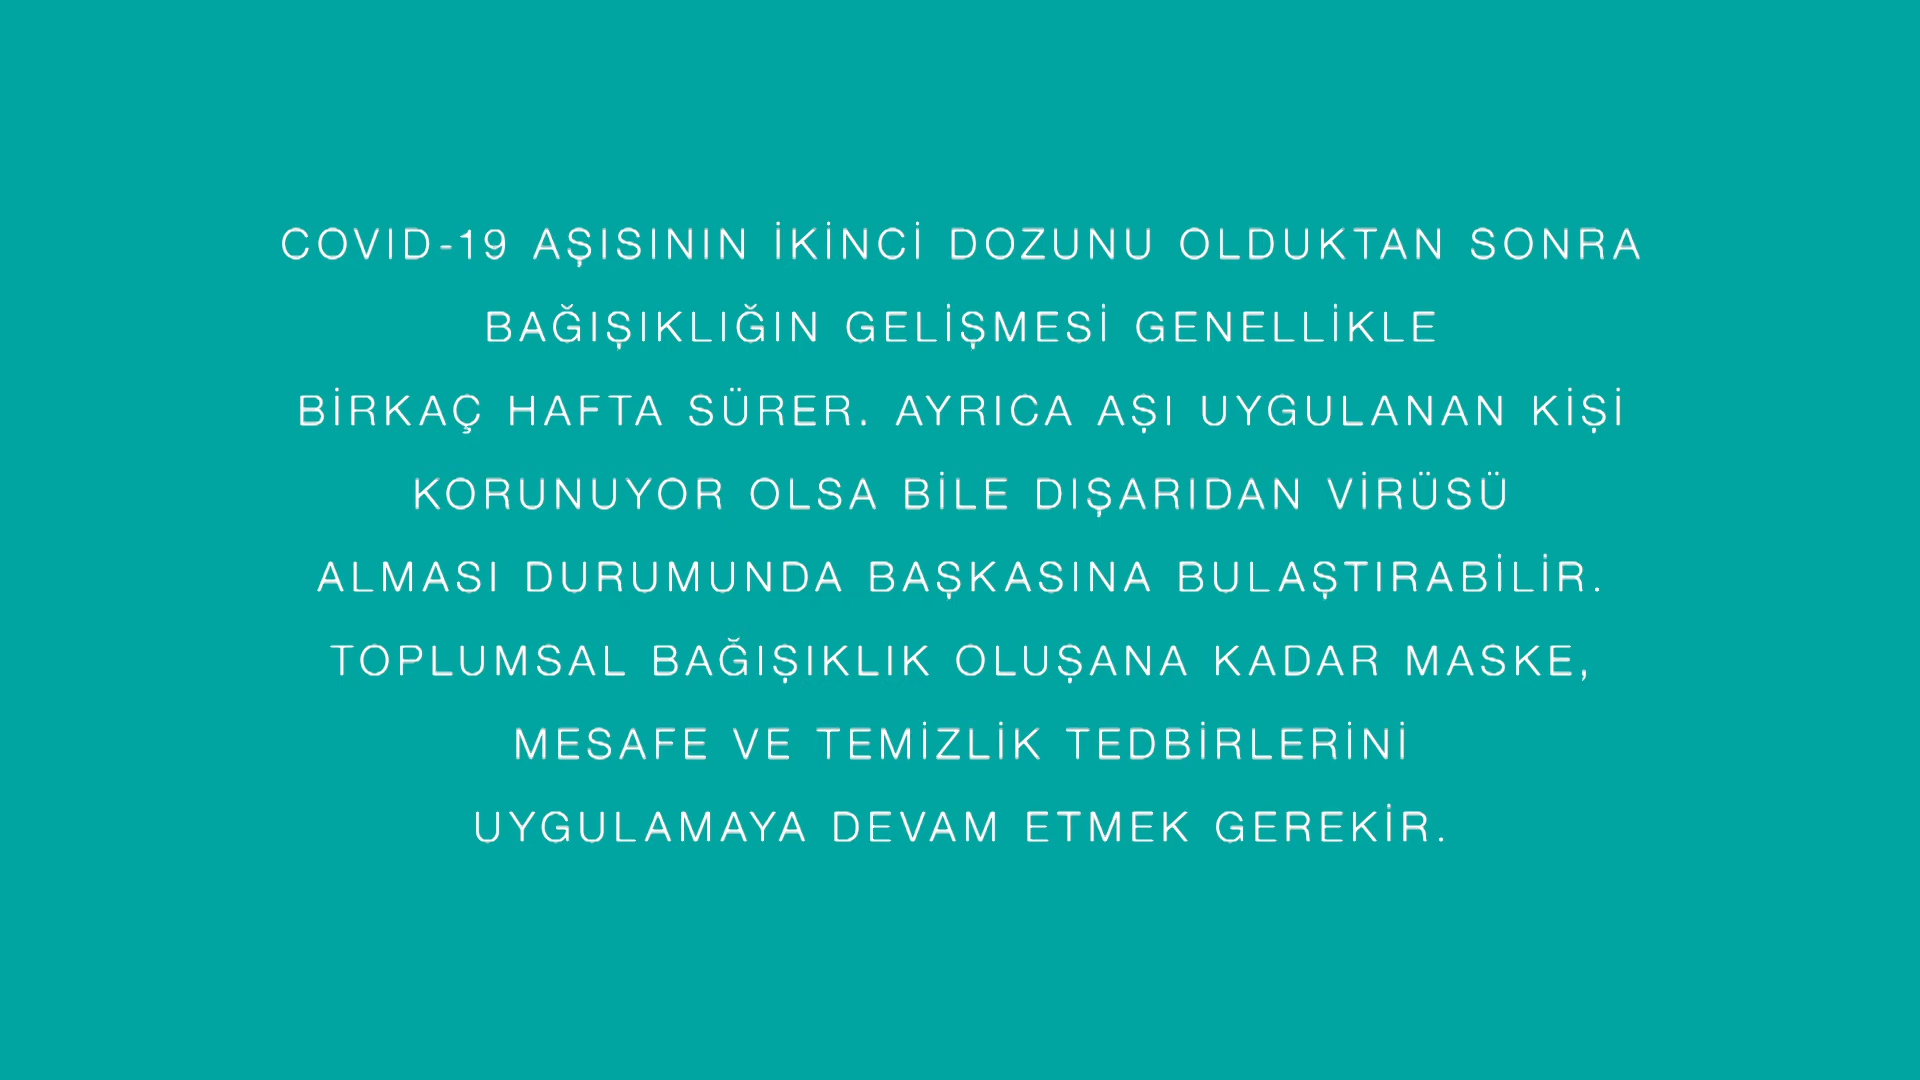 COVID-19 AŞISININ İKİNCİ DOZUNU OLDUKTAN SONRA
BAĞIŞIKLIĞIN GELİŞMESİ GENELLİKLE
BİRKAÇ HAFTA SÜRER. AYRICA AŞI UYGULANAN KİŞİ
KORUNUYOR OLSA BİLE DIŞARIDAN VİRÜSÜ
ALMASI DURUMUNDA BAŞKASINA BULAŞTIRABİLİR.
TOPLUMSAL BAĞIŞIKLIK OLUŞANA KADAR MASKE,
MESAFE VE TEMİZLİK TEDBİRLERİNİ
UYGULAMAYA DEVAM ETMEK GEREKİR.